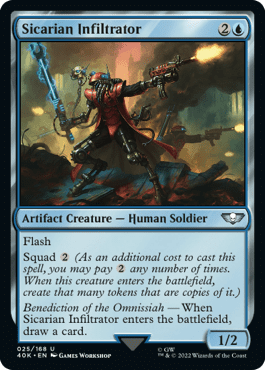 Sicarian Infiltrator 2
Artifact Creature — Human Soldier
Flash
Squad 2 (As an additional cost to cast this
spell, you may pay 2 any number of times.
When this creature enters the battlefield,
create that many tokens that are copies of it.)
Benediction of the Omnissiah — When
Sicarian Infiltrator enters the battlefield,
draw a card.
1/2
025/168 U
40K • EN Games Workshop
© GW
™ & © 2022 Wizards of the Coast